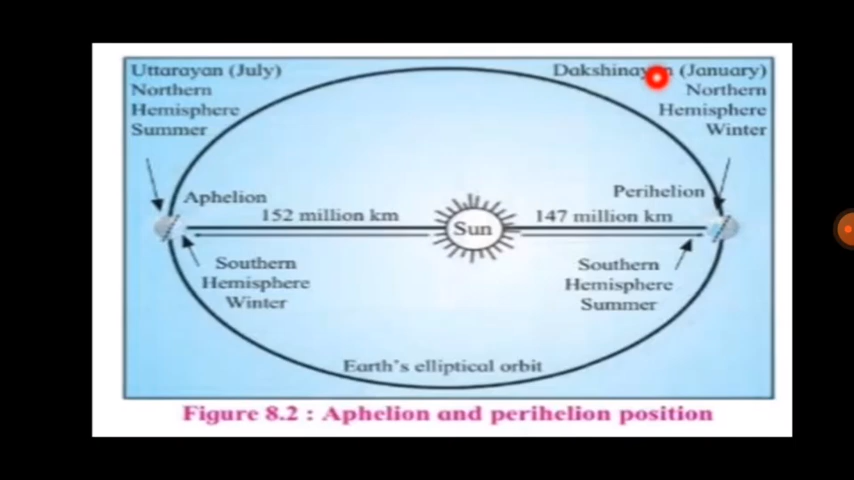 Uttarayan (July)
Northern
Hemisphere
Summer
(January)
Northern
Hemisphere
Winter
Aphelion
Perihelion
152 million km
Sun
147 million km
Southern
Hemisphere
Winter
Southern
Hemisphere
Summer
Earth's elliptical orbit
Figure 8.2 : Aphelion and perihelion position